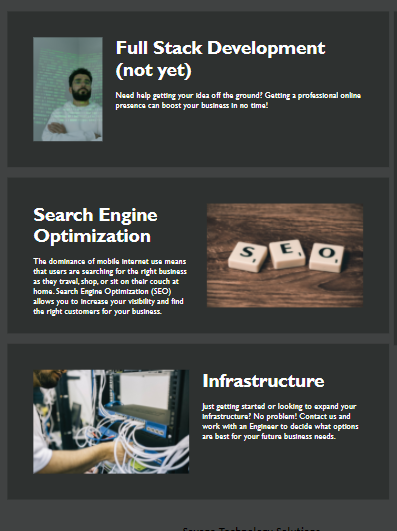 Full Stack Development
(not yet)
Need help getting your idea off the ground? Getting a professional online
presence can boost your business in no time!
Search Engine
Optimization
The dominance of mobile internet use means
that users are searching for the right business
as they travel, shop, or sit on their couch at
home. Search Engine Optimization (SEO)
allows you to increase your visibility and find
the right customers for your business.
S E O
Infrastructure
Just getting started or looking to expand your
infrastructure? No problem! Contact us and
work with an Engineer to decide what options
are best for your future business needs.
Technology Solutions